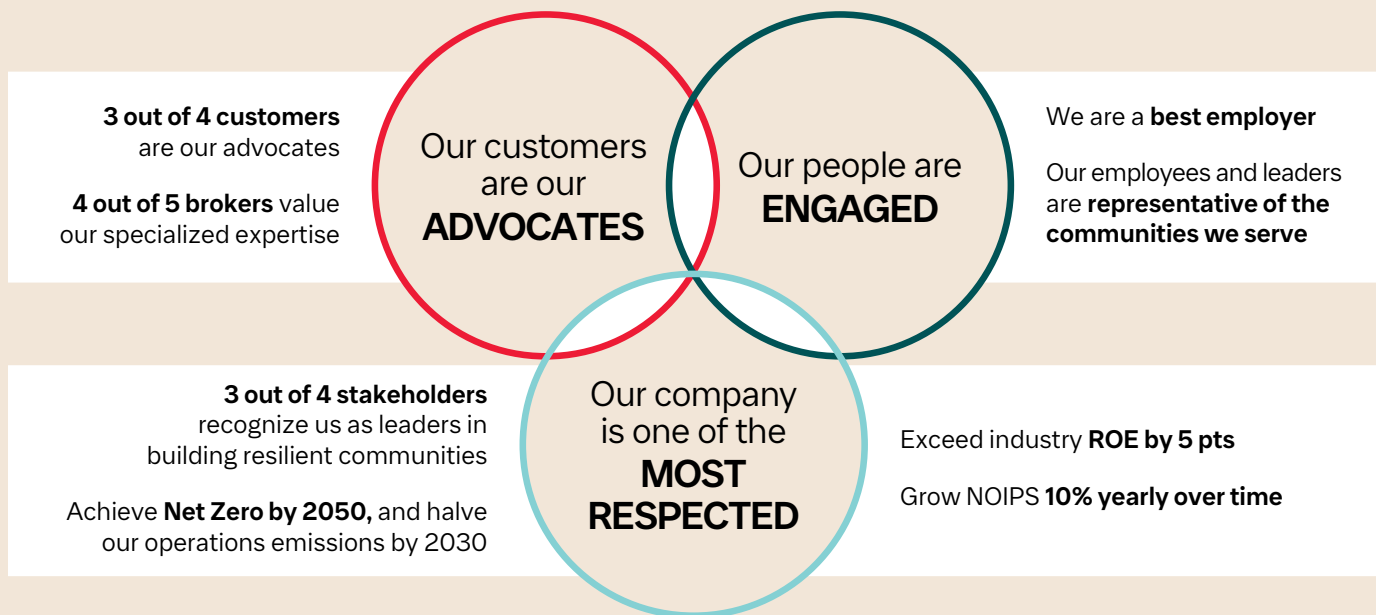 3 out of 4 customers
are our advocates
4 out of 5 brokers value
our specialized expertise
Our customers
are our
ADVOCATES
Our people are
ENGAGED
We are a best employer
Our employees and leaders
are representative of the
communities we serve
3 out of 4 stakeholders
recognize us as leaders in
building resilient communities
Achieve Net Zero by 2050, and halve
our operations emissions by 2030
Our company
is one of the
MOST
RESPECTED
Exceed industry ROE by 5 pts
Grow NOIPS 10% yearly over time